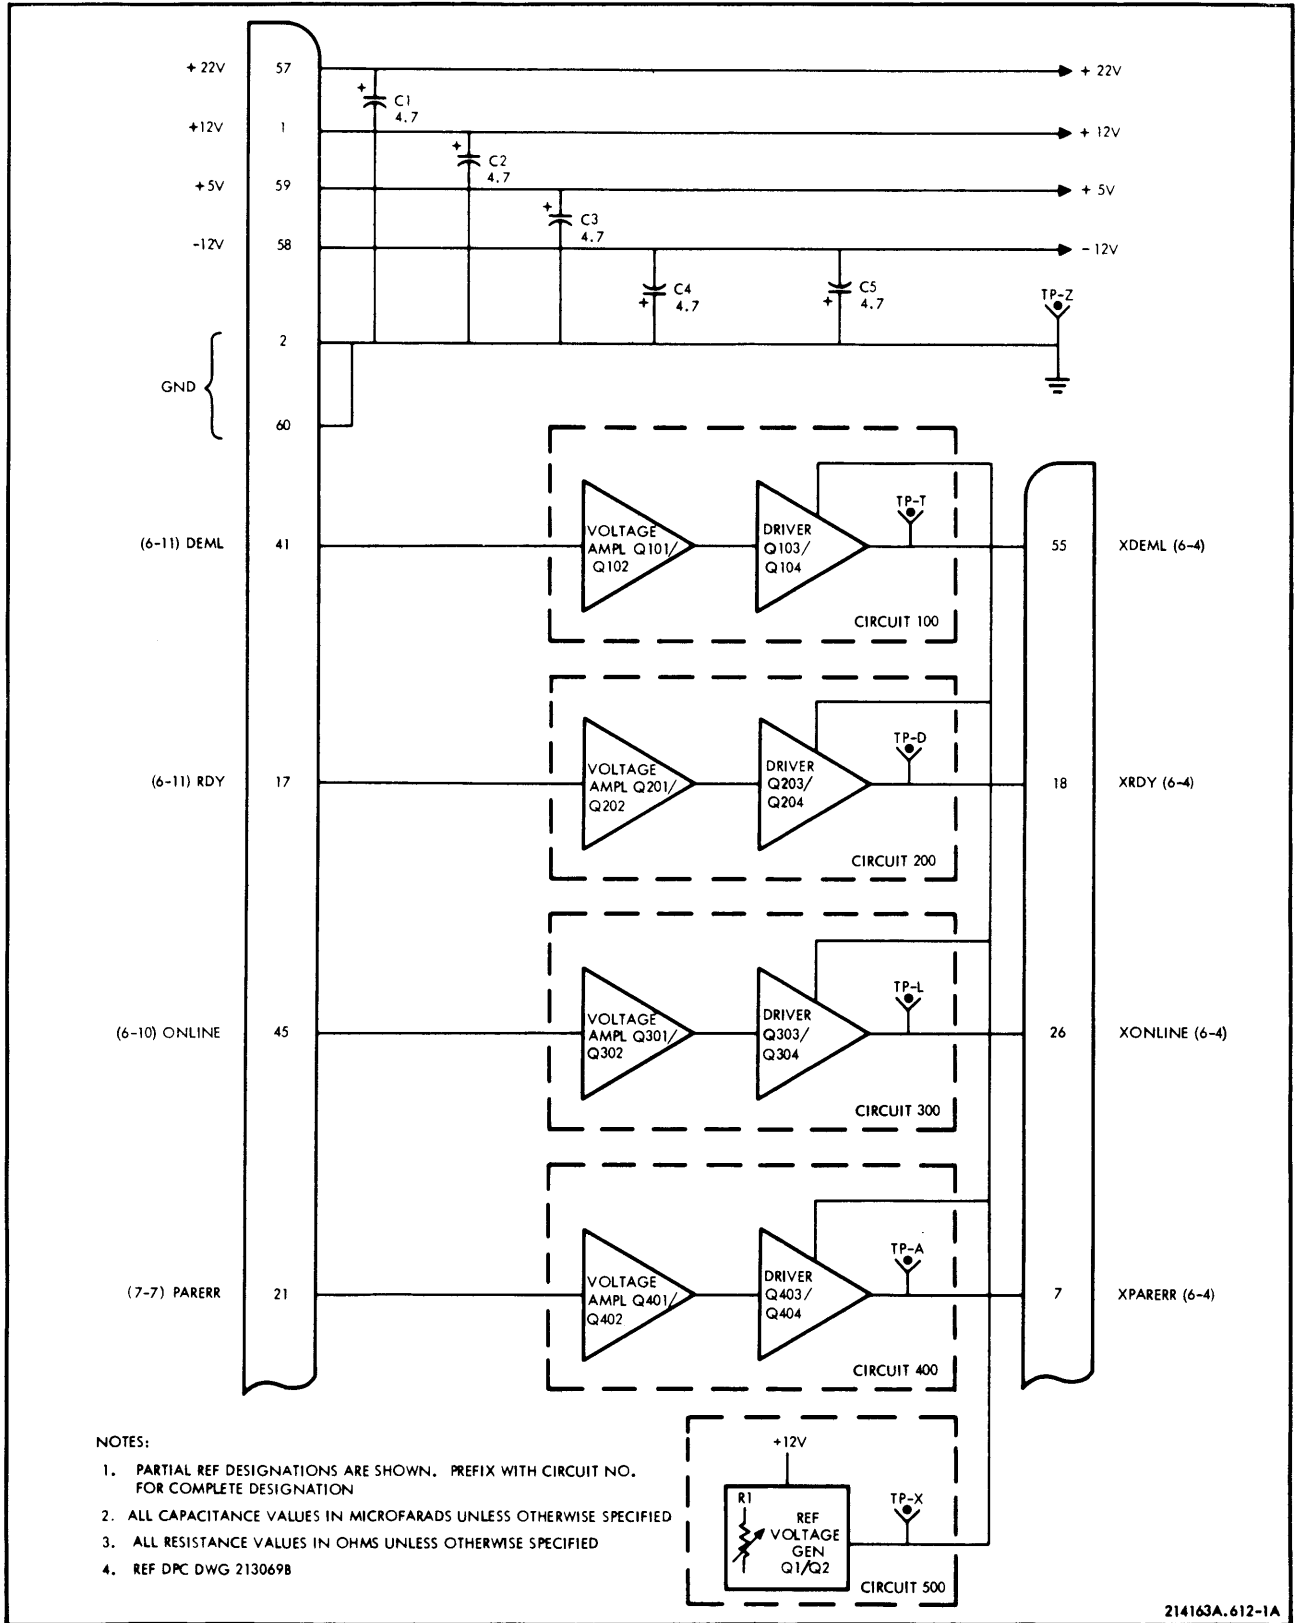 +22V 57 + 22V
+ C1
4.7
+12V 1 + 12V
+ C2
4.7
+5V 59 + 5V
+ C3
4.7
-12V 58 - 12V
C4
+ 4.7
C5
+ 4.7
TP-Z
2
GND
60
TP-T
(6-11) DEML 41
VOLTAGE
AMPL Q101/
Q102
DRIVER
Q103/
Q104
55 XDEML (6-4)
CIRCUIT 100
TP-D
(6-11) RDY 17
VOLTAGE
AMPL Q201/
Q202
DRIVER
Q203/
Q204
18 XRDY (6-4)
CIRCUIT 200
TP-L
(6-10) ONLINE 45
VOLTAGE
AMPL Q301/
Q302
DRIVER
Q303/
Q304
26 XONLINE (6-4)
CIRCUIT 300
TP-A
(7-7) PARERR 21
VOLTAGE
AMPL Q401/
Q402
DRIVER
Q403/
Q404
7 XPARERR (6-4)
CIRCUIT 400
+12V
R1
REF
VOLTAGE
GEN
Q1/Q2
TP-X
CIRCUIT 500
NOTES:
1. PARTIAL REF DESIGNATIONS ARE SHOWN. PREFIX WITH CIRCUIT NO.
FOR COMPLETE DESIGNATION
2. ALL CAPACITANCE VALUES IN MICROFARADS UNLESS OTHERWISE SPECIFIED
3. ALL RESISTANCE VALUES IN OHMS UNLESS OTHERWISE SPECIFIED
4. REF DPC DWG 213069B
214163A.612-1A